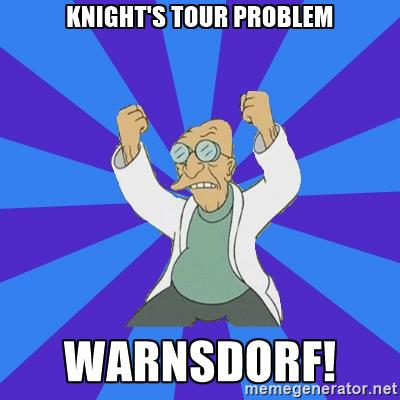 KNIGHT'S TOUR PROBLEM
WARNSDORF!
memegenerator.net